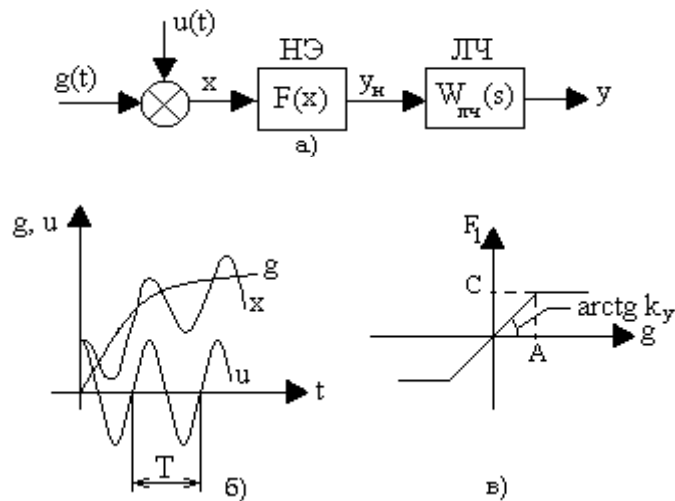 u(t)
g(t)
x
НЭ
F(x)
yн
ЛЧ
Wлч(s)
y
а)
g, u
g
x
u
t
T
б)
F1
C
arctg ky
A
g
в)